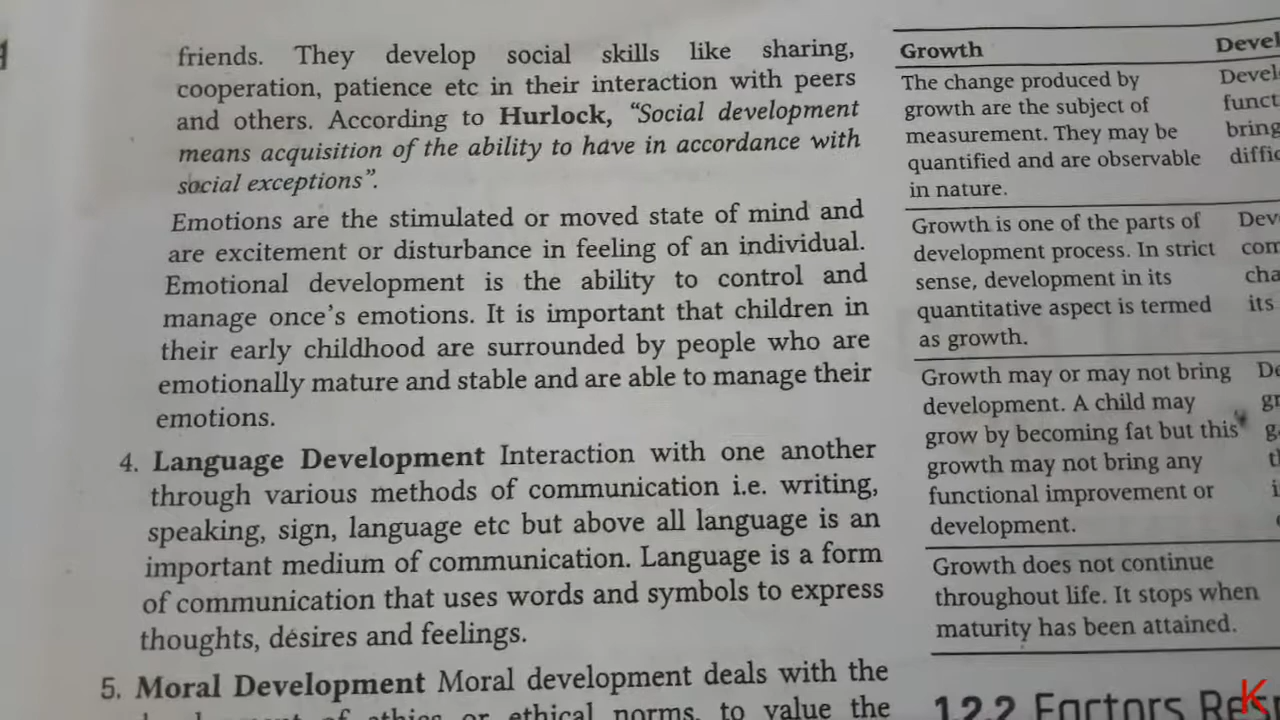 friends. They develop social skills like sharing,
cooperation, patience etc in their interaction with peers
and others. According to Hurlock, “Social development
means acquisition of the ability to have in accordance with
social exceptions”.
Emotions are the stimulated or moved state of mind and
are excitement or disturbance in feeling of an individual.
Emotional development is the ability to control and
manage once’s emotions. It is important that children in
their early childhood are surrounded by people who are
emotionally mature and stable and are able to manage their
emotions.
4. Language Development Interaction with one another
through various methods of communication i.e. writing,
speaking, sign, language etc but above all language is an
important medium of communication. Language is a form
of communication that uses words and symbols to express
thoughts, desires and feelings.
5. Moral Development Moral development deals with the
of ethics or ethical norms, to value the
Growth
The change produced by
growth are the subject of
measurement. They may be
quantified and are observable
in nature.
Growth is one of the parts of
development process. In strict
sense, development in its
quantitative aspect is termed
as growth.
Growth may or may not bring
development. A child may
grow by becoming fat but this
growth may not bring any
functional improvement or
development.
Growth does not continue
throughout life. It stops when
maturity has been attained.
Devel
Devel
funct
bring
diffic
Dev
com
cha
its
De
gr
g
1.2.2 Factors
K